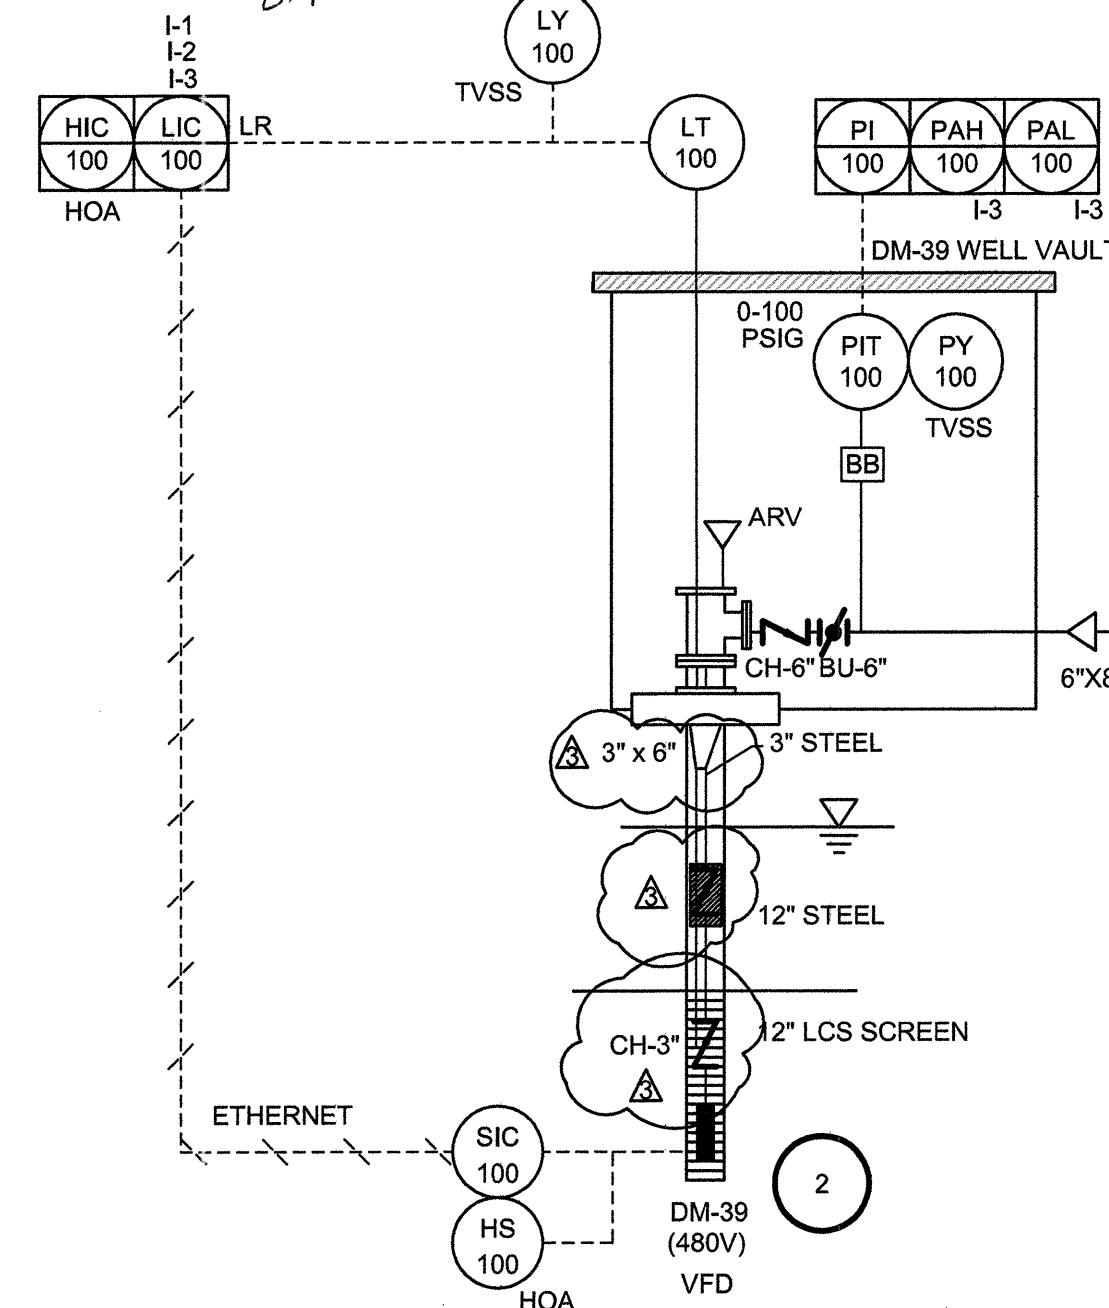 I-1
I-2
I-3
LY
100
TVSS
HIC
100
LIC
100
LR
HOA
LT
100
PI
100
PAH
100
PAL
100
I-3
I-3
DM-39 WELL VAULT
0-100
PSIG
PIT
100
PY
100
TVSS
BB
ARV
CH-6" BU-6"
6"X8
3
3" x 6"
3" STEEL
3
12" STEEL
12" LCS SCREEN
CH-3"
3
ETHERNET
SIC
100
HS
100
HOA
2
DM-39
(480V)
VFD